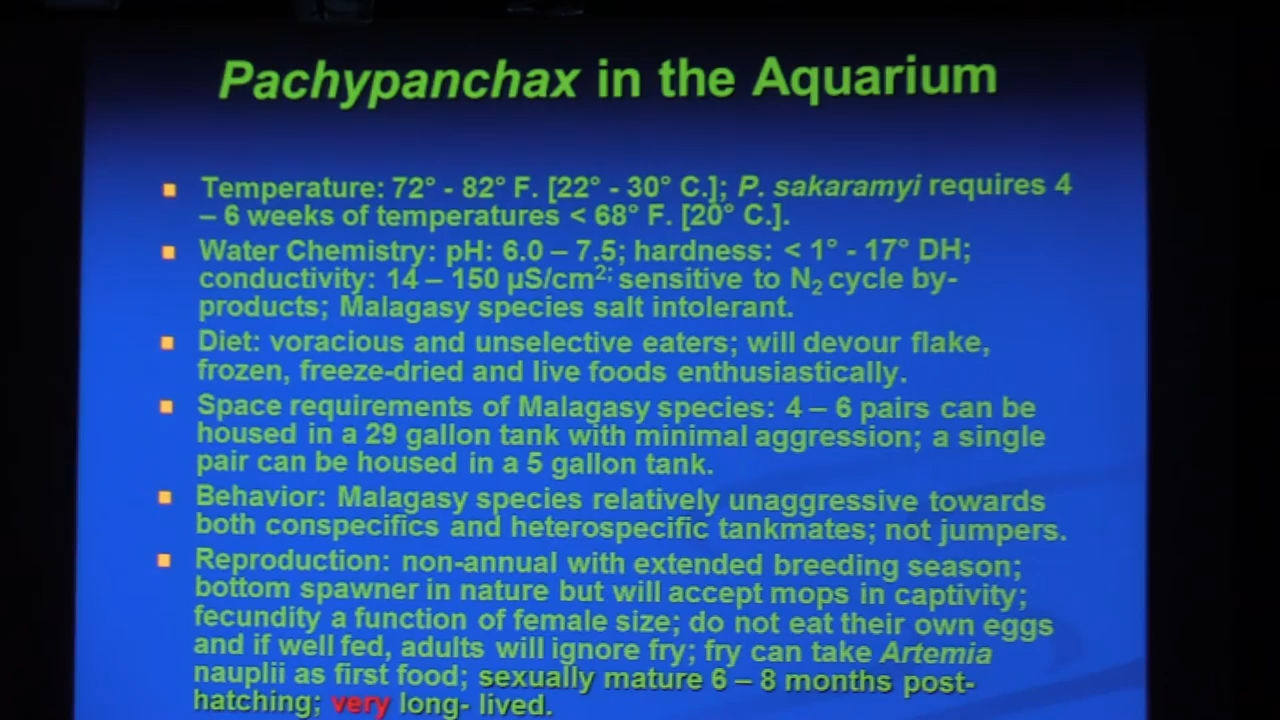 Pachypanchax in the Aquarium
Temperature: 72° - 82° F. [22° - 30° C.]; P. sakaramyi requires 4
– 6 weeks of temperatures < 68° F. [20° C.].
Water Chemistry: pH: 6.0 – 7.5; hardness: < 1° - 17° DH;
conductivity: 14 – 150 µS/cm²; sensitive to N₂ cycle by-
products; Malagasy species salt intolerant.
Diet: voracious and unselective eaters; will devour flake,
frozen, freeze-dried and live foods enthusiastically.
Space requirements of Malagasy species: 4 – 6 pairs can be
housed in a 29 gallon tank with minimal aggression; a single
pair can be housed in a 5 gallon tank.
Behavior: Malagasy species relatively unaggressive towards
both conspecifics and heterospecific tankmates; not jumpers.
Reproduction: non-annual with extended breeding season;
bottom spawner in nature but will accept mops in captivity;
fecundity a function of female size; do not eat their own eggs
and if well fed, adults will ignore fry; fry can take Artemia
nauplii as first food; sexually mature 6 – 8 months post-
hatching; very long- lived.